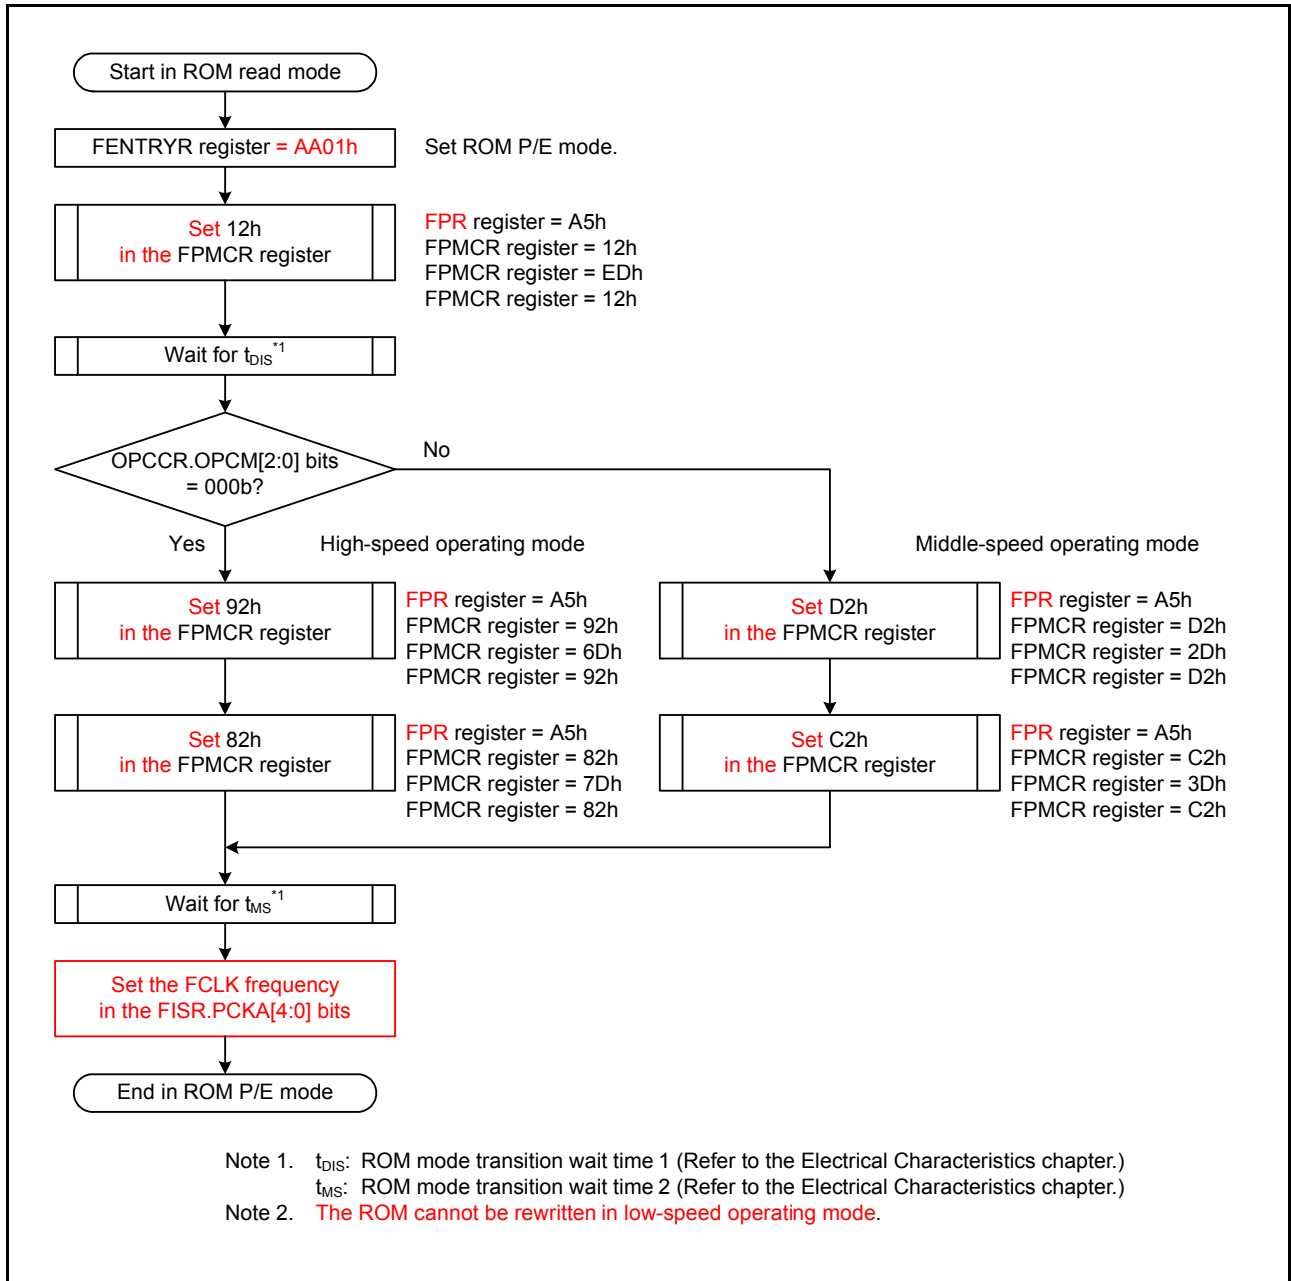 Start in ROM read mode
FENTRYR register = AA01h
Set ROM P/E mode.
Set 12h
in the FPMCR register
FPR register = A5h
FPMCR register = 12h
FPMCR register = EDh
FPMCR register = 12h
Wait for tDIS*1
OPCCR.OPCM[2:0] bits
= 000b?
No
Yes
High-speed operating mode
Middle-speed operating mode
Set 92h
in the FPMCR register
FPR register = A5h
FPMCR register = 92h
FPMCR register = 6Dh
FPMCR register = 92h
Set D2h
in the FPMCR register
FPR register = A5h
FPMCR register = D2h
FPMCR register = 2Dh
FPMCR register = D2h
Set 82h
in the FPMCR register
FPR register = A5h
FPMCR register = 82h
FPMCR register = 7Dh
FPMCR register = 82h
Set C2h
in the FPMCR register
FPR register = A5h
FPMCR register = C2h
FPMCR register = 3Dh
FPMCR register = C2h
Wait for tMS*1
Set the FCLK frequency
in the FISR.PCKA[4:0] bits
End in ROM P/E mode
Note 1. tDIS: ROM mode transition wait time 1 (Refer to the Electrical Characteristics chapter.)
tMS: ROM mode transition wait time 2 (Refer to the Electrical Characteristics chapter.)
Note 2. The ROM cannot be rewritten in low-speed operating mode.